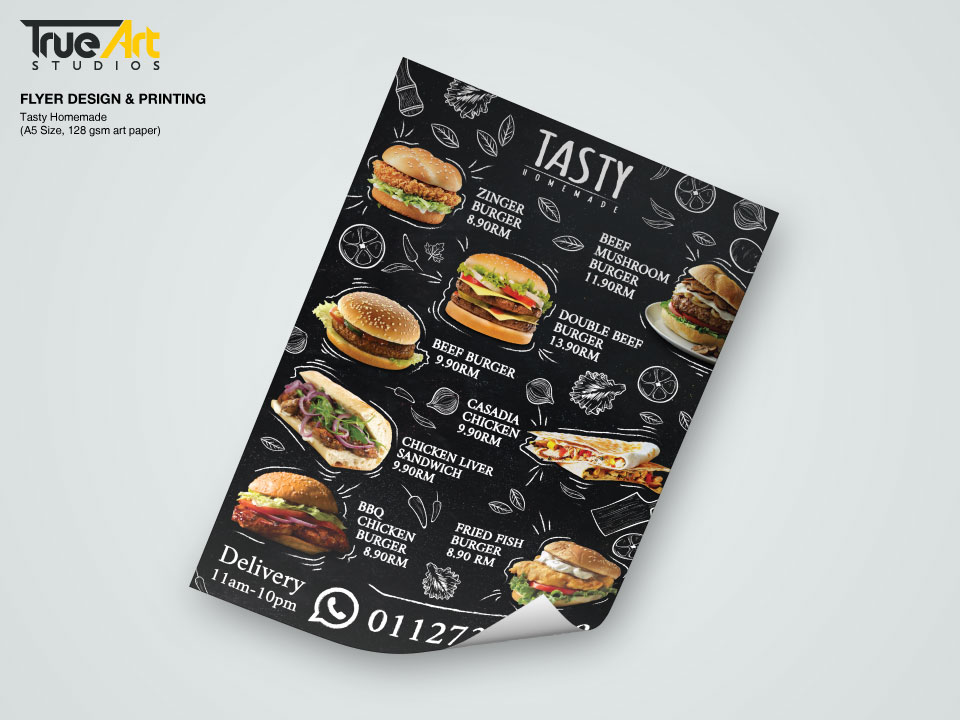 TrueArt
STUDIOS
FLYER DESIGN & PRINTING
Tasty Homemade
(A5 Size, 128 gsm art paper)
TASTY
HOMEMADE
ZINGER
BURGER
8.90RM
BEEF
MUSHROOM
BURGER
11.90RM
DOUBLE BEEF
BURGER
13.90RM
BEEF BURGER
9.90RM
CASADIA
CHICKEN
9.90RM
CHICKEN LIVER
SANDWICH
9.90RM
BBQ
CHICKEN
BURGER
8.90RM
FRIED FISH
BURGER
8.90 RM
Delivery
11am-10pm